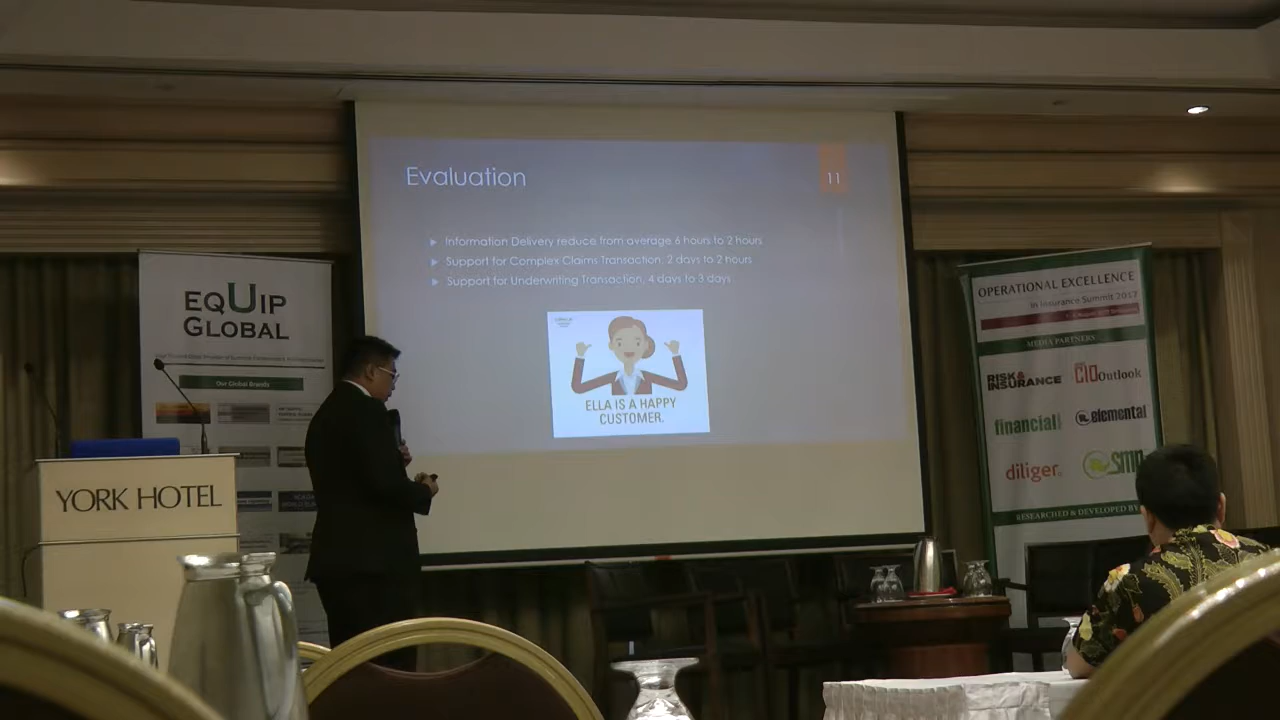 Evaluation
11
Information Delivery reduce from average 6 hours to 2 hours
Support for Complex Claims Transaction, 2 days to 2 hours
Support for Underwriting Transaction, 4 days to 3 days
ELLA IS A HAPPY
CUSTOMER.
EQUIP
GLOBAL
Our Global Brands
YORK HOTEL
OPERATIONAL EXCELLENCE
in Insurance Summit 2017
MEDIA PARTNERS
RISK&
INSURANCE
CIOOutlook
financial
elemental
diliger
smp
RESEARCHED & DEVELOPED BY